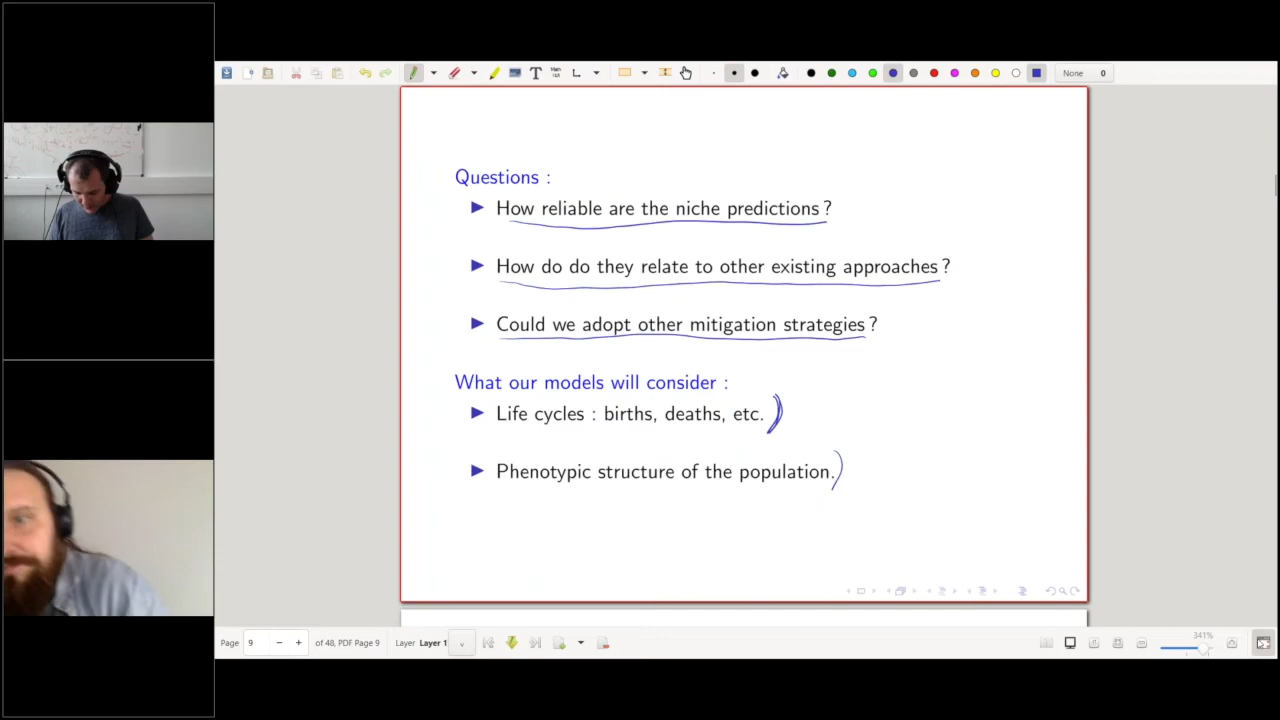 None 0
Questions :
How reliable are the niche predictions ?
How do do they relate to other existing approaches ?
Could we adopt other mitigation strategies ?
What our models will consider :
Life cycles : births, deaths, etc.
Phenotypic structure of the population.
Page 9 of 48, PDF Page 9 Layer Layer 1 341%